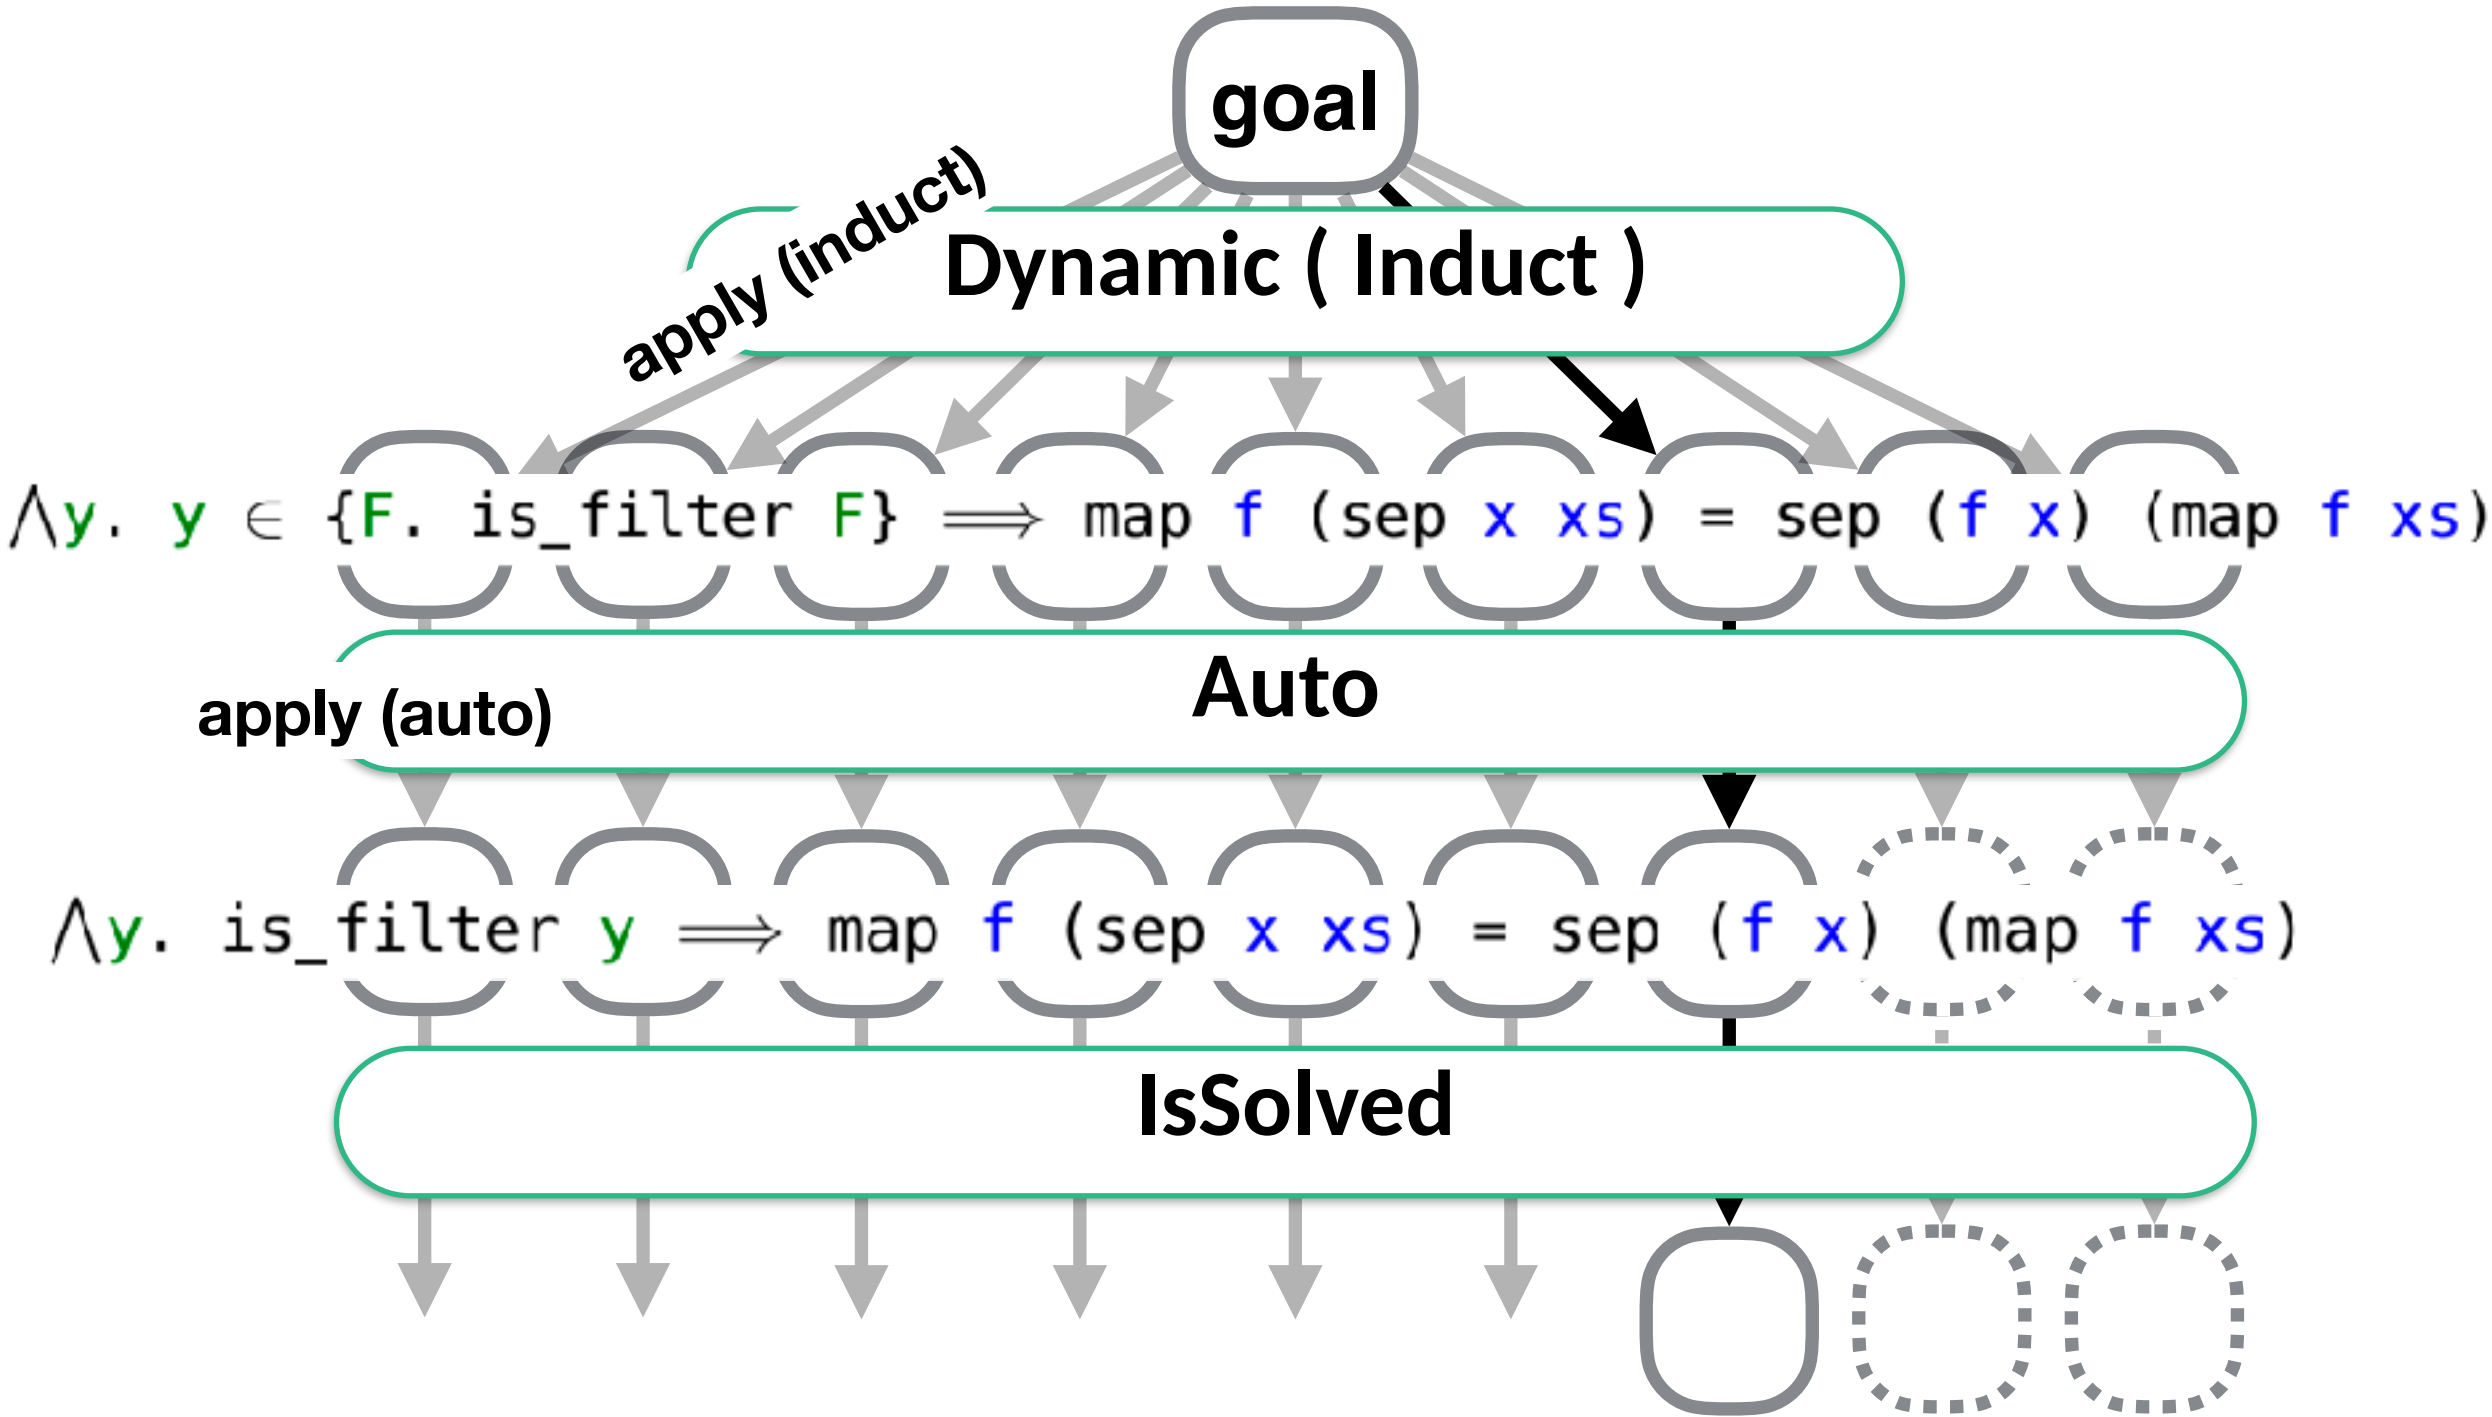 goal
apply (induct)
Dynamic ( Induct )
⋀y. y ∈ {F. is_filter F} ⟹ map f (sep x xs) = sep (f x) (map f xs)
Auto
apply (auto)
⋀y. is_filter y ⟹ map f (sep x xs) = sep (f x) (map f xs)
IsSolved